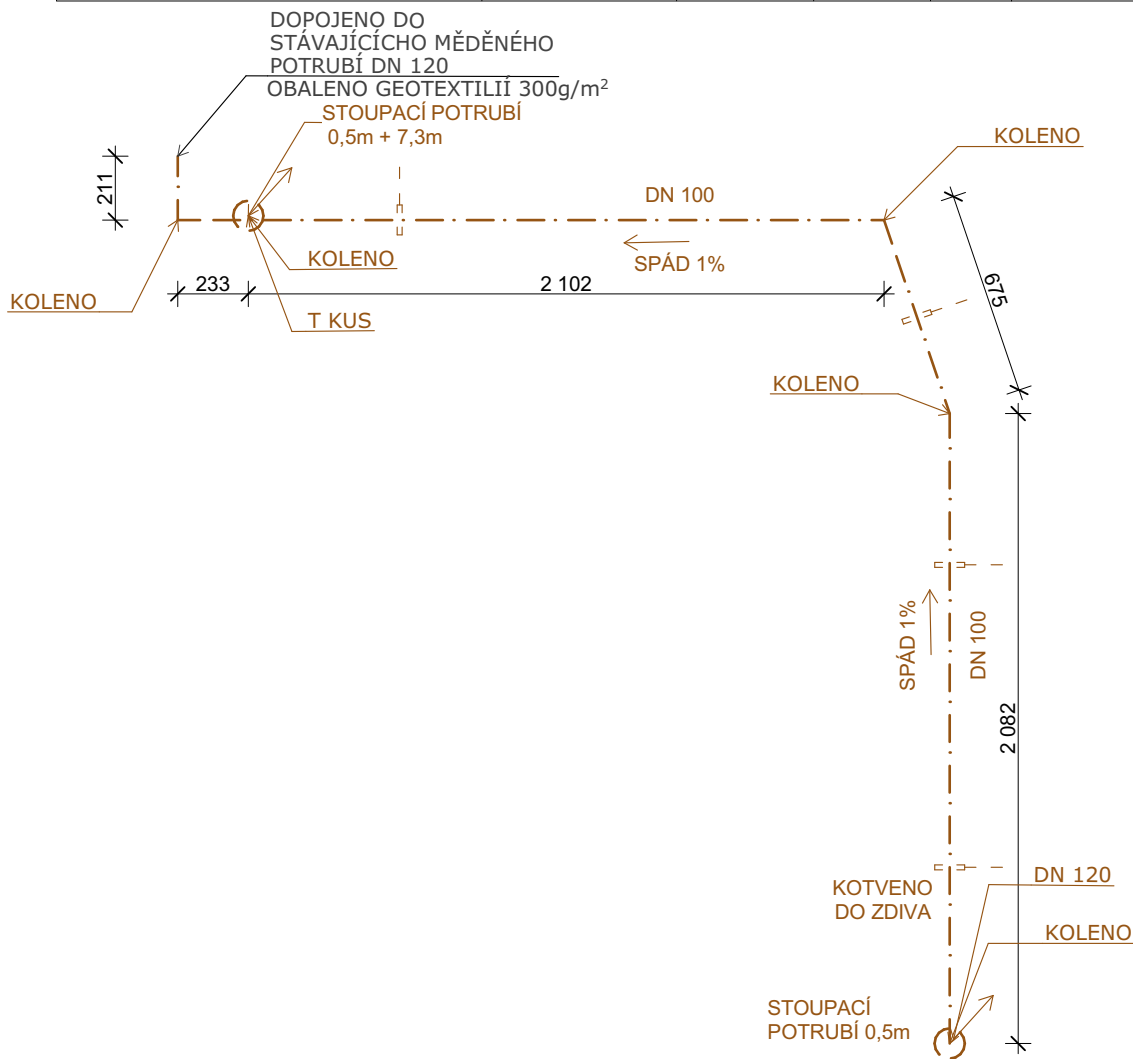 DOPOJENO DO
STÁVAJÍCÍCHO MĚDĚNÉHO
POTRUBÍ DN 120
OBALENO GEOTEXTILIÍ 300g/m²
STOUPACÍ POTRUBÍ
0,5m + 7,3m
KOLENO
211
DN 100
KOLENO
SPÁD 1%
233
2 102
675
KOLENO
T KUS
KOLENO
SPÁD 1%
DN 100
2 082
KOTVENO
DO ZDIVA
DN 120
KOLENO
STOUPACÍ
POTRUBÍ 0,5m